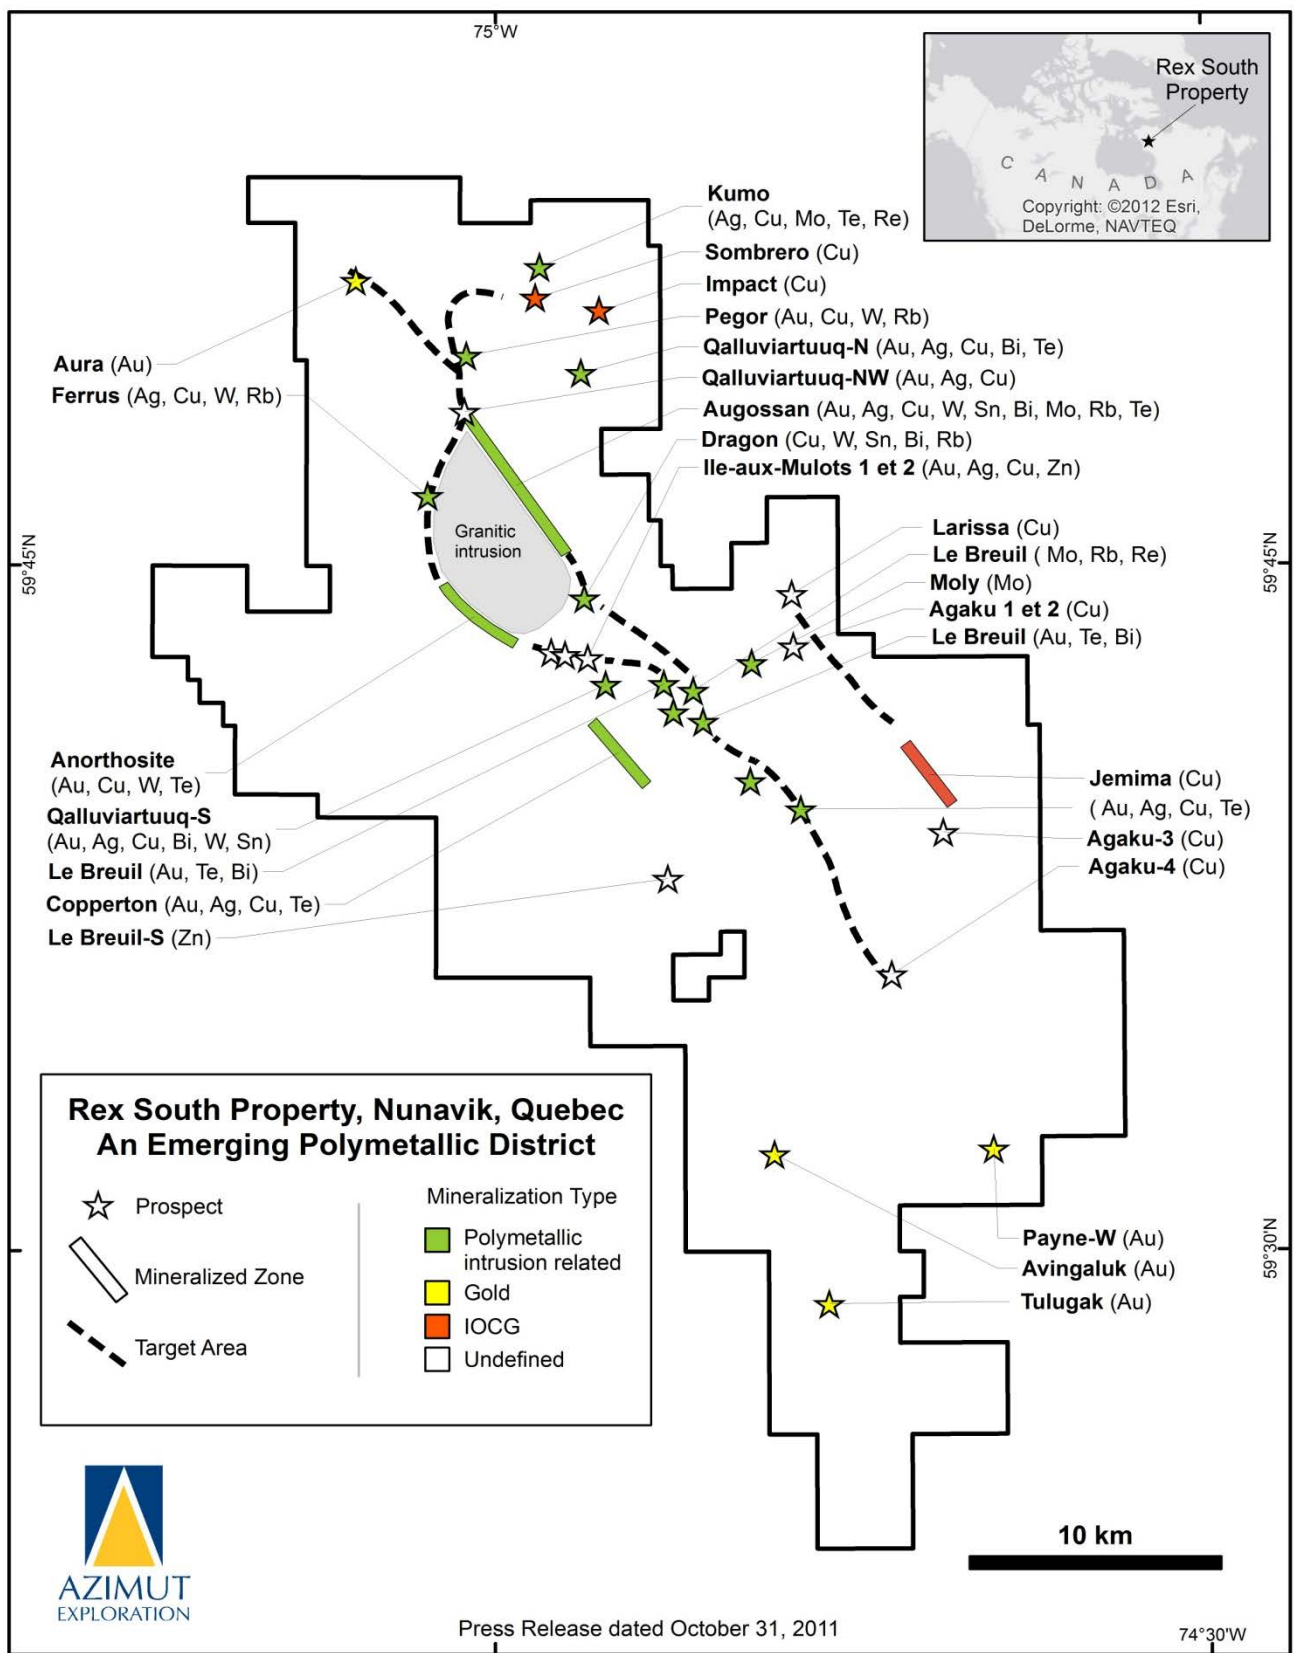 75°W
Rex South
Property
C A N A D A
Copyright: ©2012 Esri,
DeLorme, NAVTEQ
Kumo
(Ag, Cu, Mo, Te, Re)
Sombrero (Cu)
Impact (Cu)
Pegor (Au, Cu, W, Rb)
Qalluviartuuq-N (Au, Ag, Cu, Bi, Te)
Qalluviartuuq-NW (Au, Ag, Cu)
Augossan (Au, Ag, Cu, W, Sn, Bi, Mo, Rb, Te)
Dragon (Cu, W, Sn, Bi, Rb)
Ile-aux-Mulots 1 et 2 (Au, Ag, Cu, Zn)
Aura (Au)
Ferrus (Ag, Cu, W, Rb)
Granitic
intrusion
59°45'N
59°45'N
Larissa (Cu)
Le Breuil ( Mo, Rb, Re)
Moly (Mo)
Agaku 1 et 2 (Cu)
Le Breuil (Au, Te, Bi)
Anorthosite
(Au, Cu, W, Te)
Qalluviartuuq-S
(Au, Ag, Cu, Bi, W, Sn)
Le Breuil (Au, Te, Bi)
Copperton (Au, Ag, Cu, Te)
Le Breuil-S (Zn)
Jemima (Cu)
( Au, Ag, Cu, Te)
Agaku-3 (Cu)
Agaku-4 (Cu)
Rex South Property, Nunavik, Quebec
An Emerging Polymetallic District
Prospect
Mineralized Zone
Target Area
Mineralization Type
Polymetallic
intrusion related
Gold
IOCG
Undefined
Payne-W (Au)
Avingaluk (Au)
Tulugak (Au)
59°30'N
10 km
AZIMUT
EXPLORATION
Press Release dated October 31, 2011
74°30'W